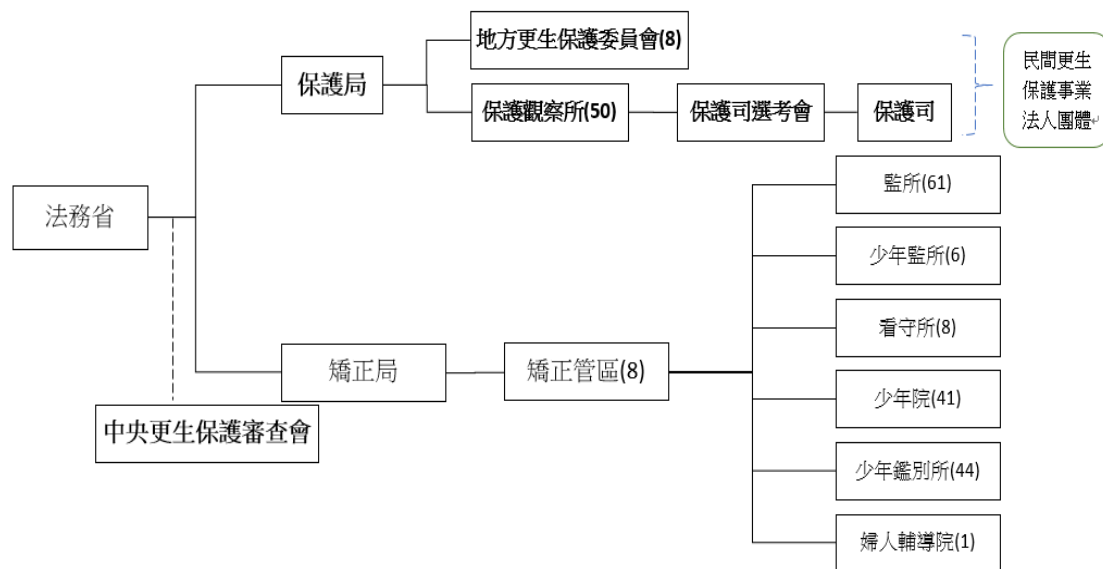 地方更生保護委員會(8)
保護局
保護觀察所(50)
保護司選考會
保護司
民間更生
保護事業
法人團體
法務省
中央更生保護審查會
矯正局
矯正管區(8)
監所(61)
少年監所(6)
看守所(8)
少年院(41)
少年鑑別所(44)
婦人輔導院(1)